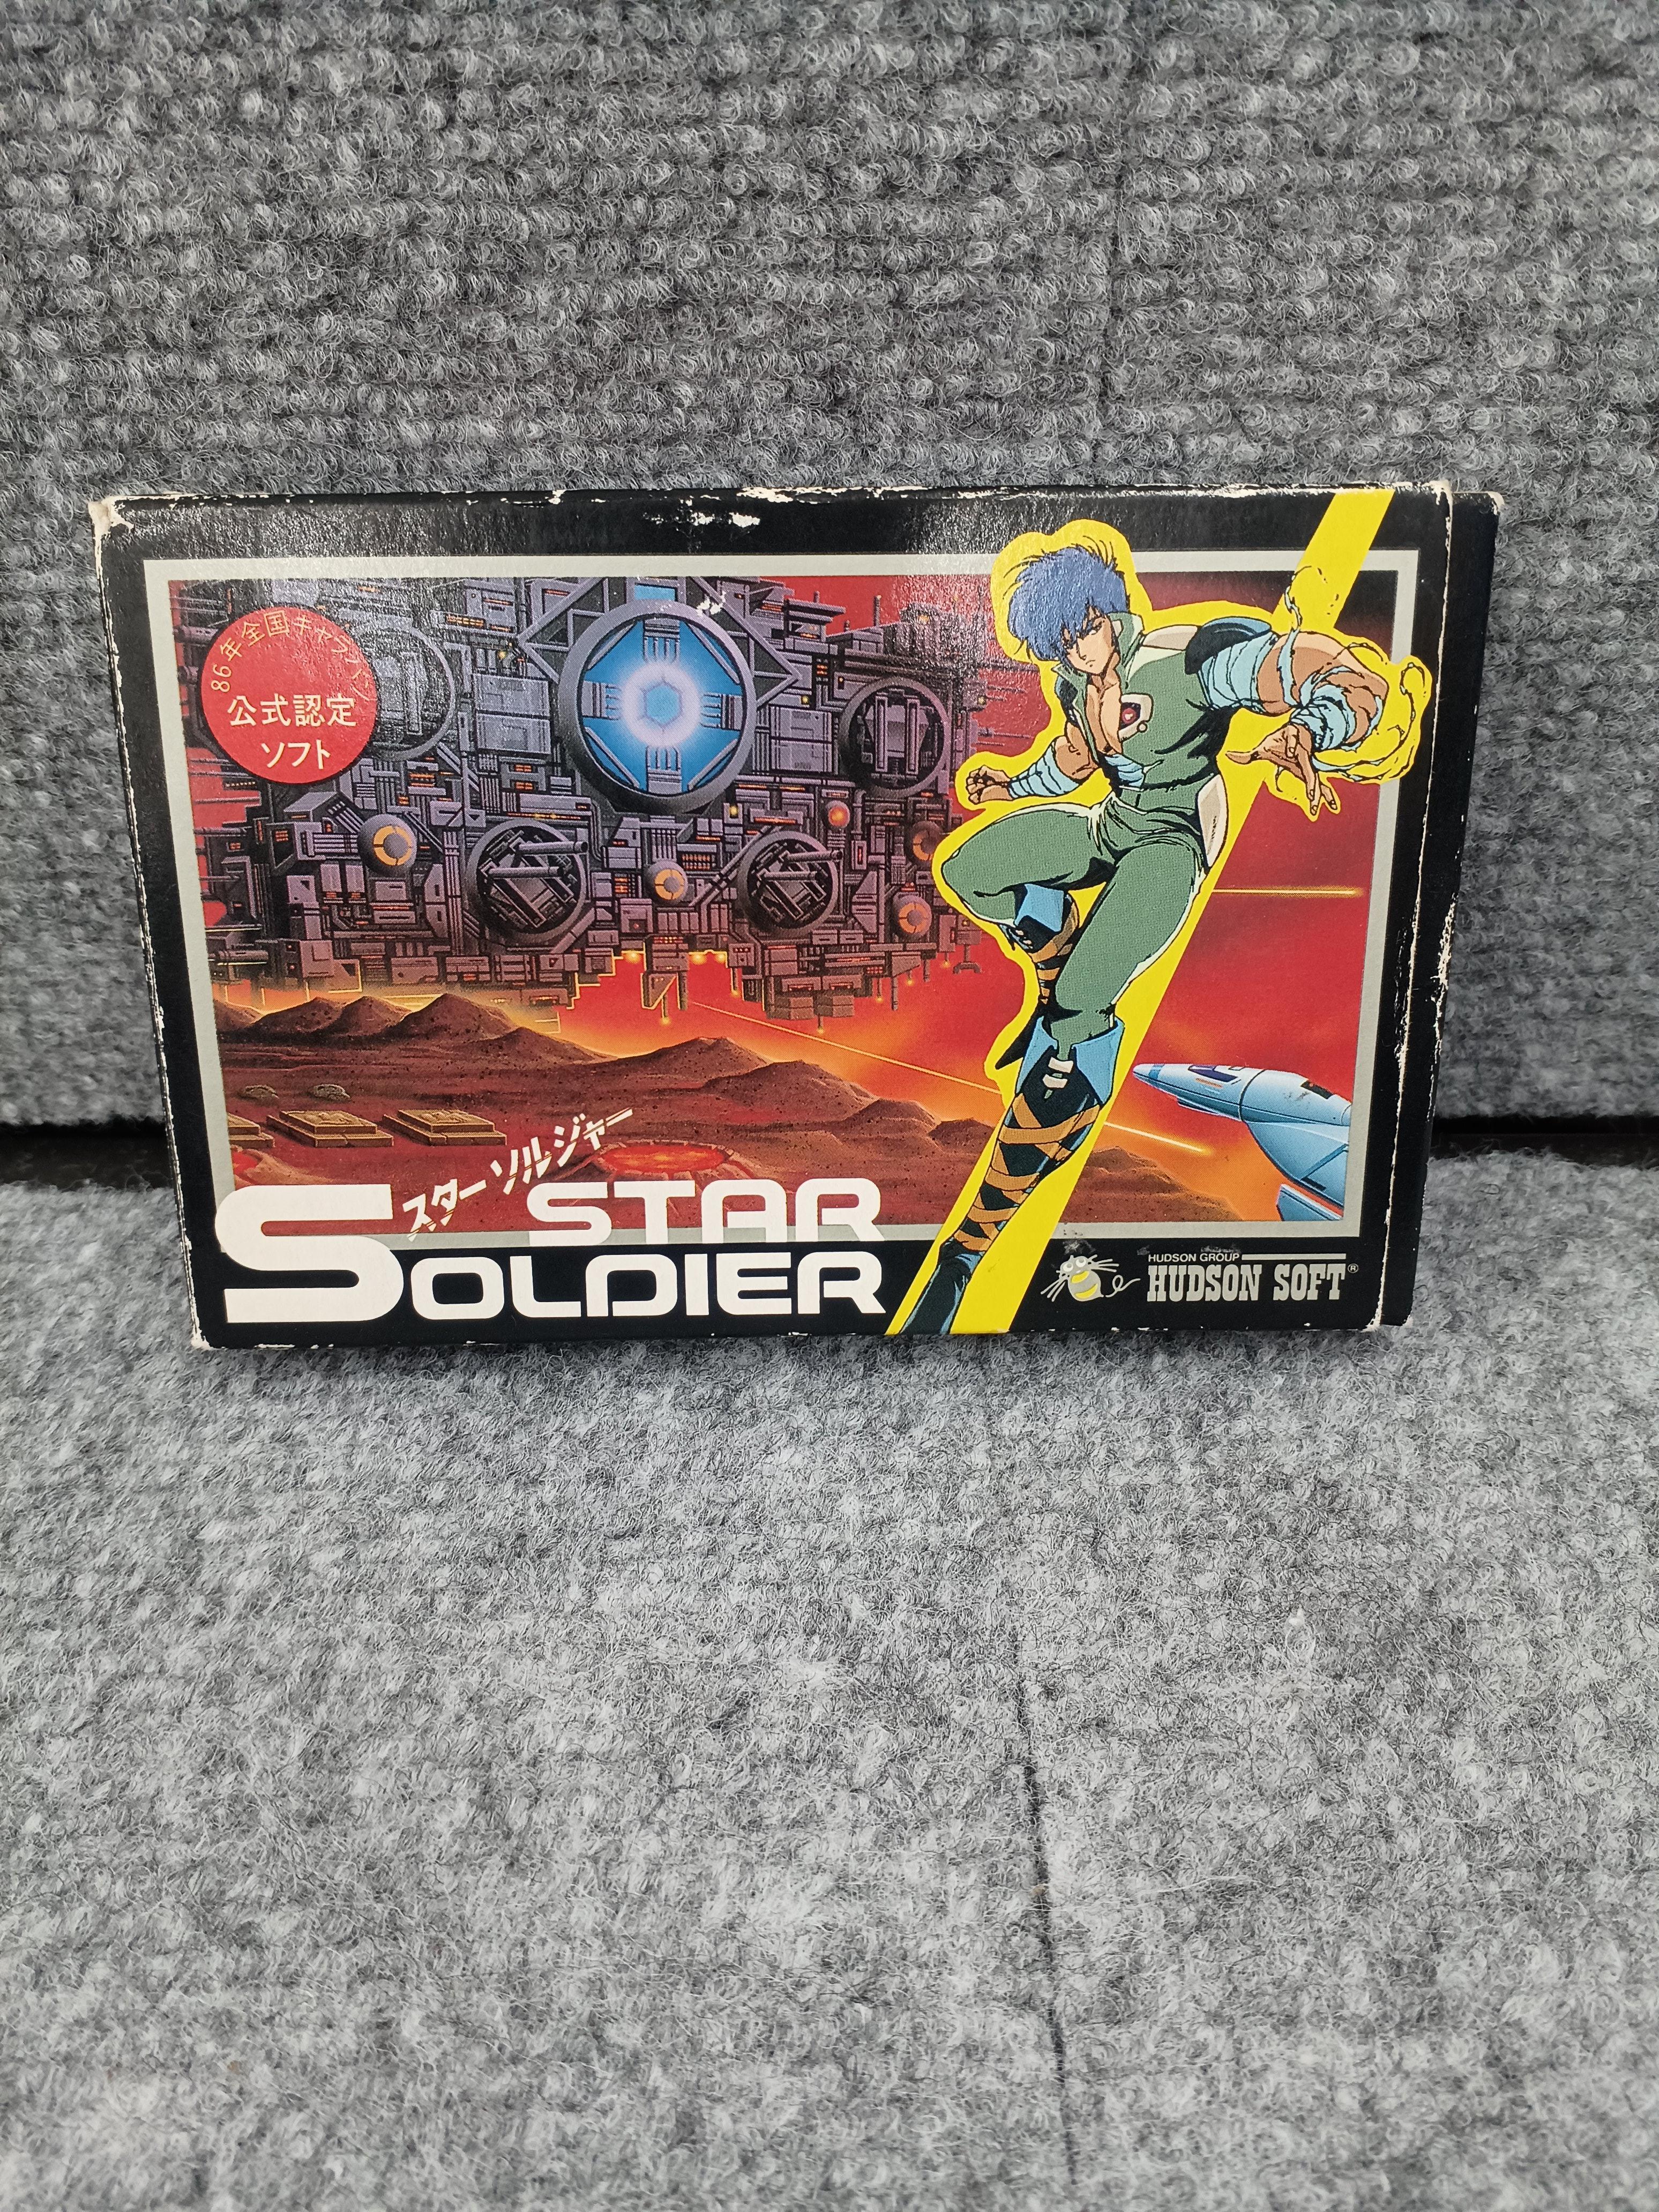 86年全国キャラバン
公式認定
ソフト
スターソルジャー
STAR
SOLDIER
HUDSON GROUP
HUDSON SOFT®